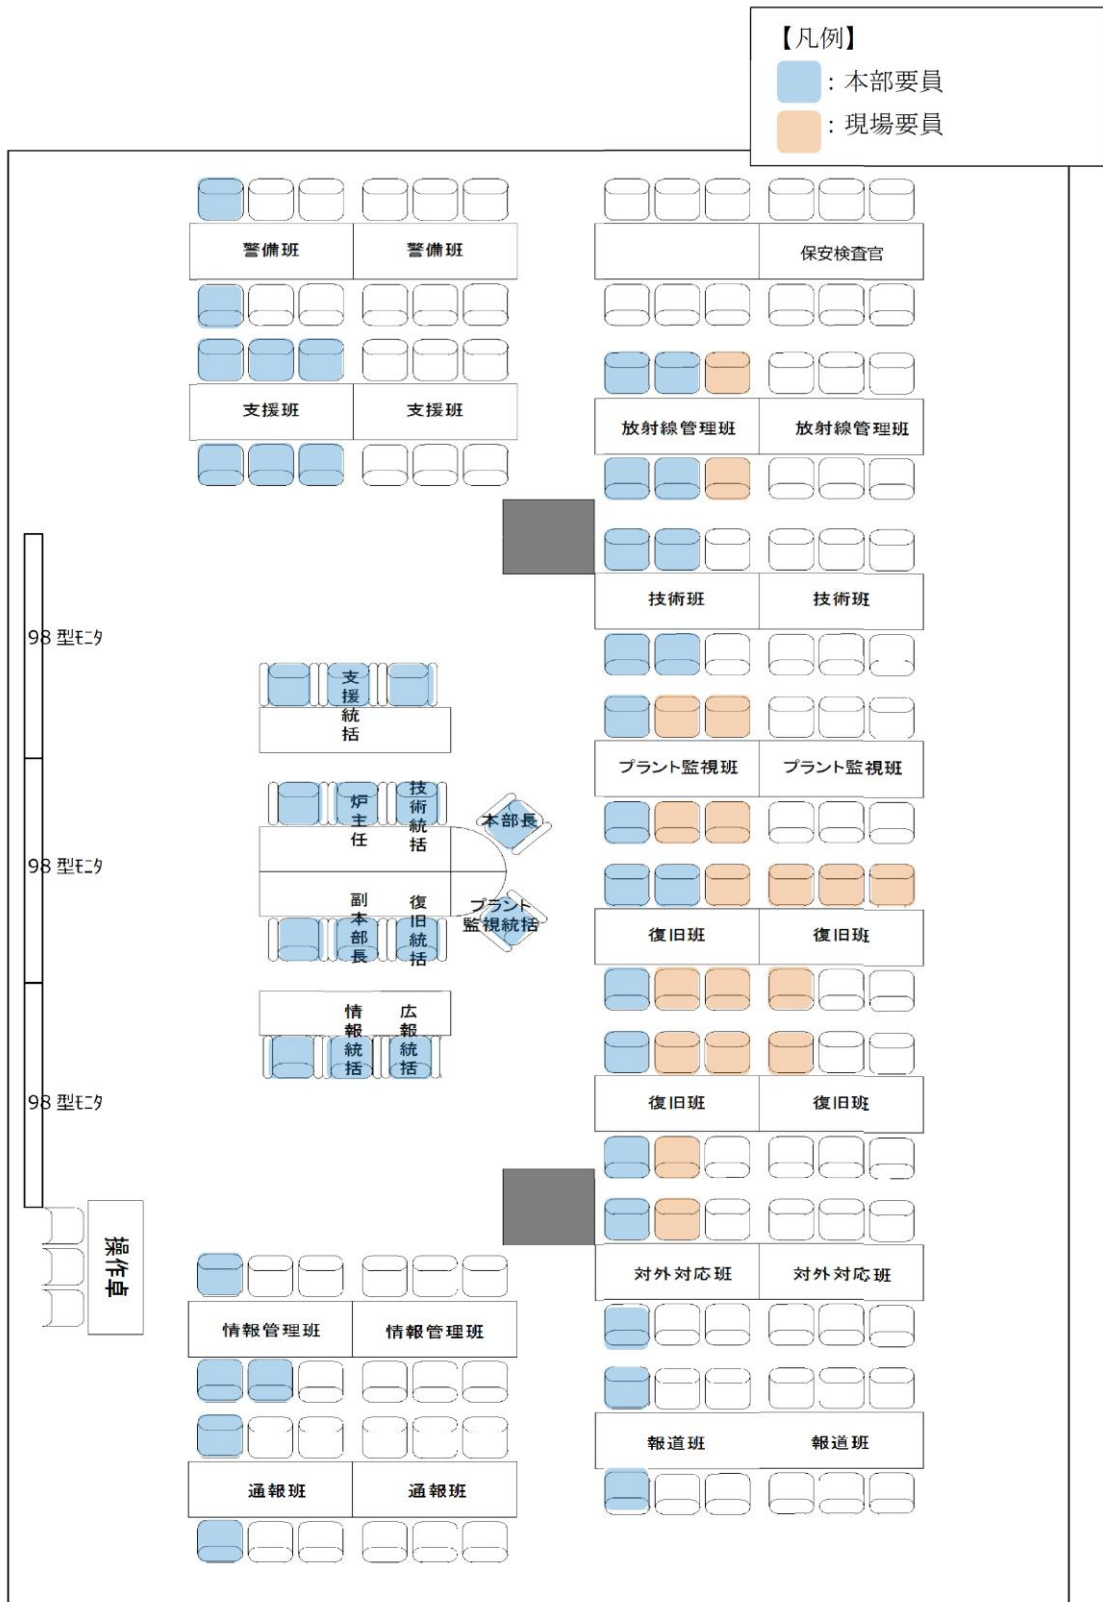 【凡例】
：本部要員
：現場要員
警備班 警備班
保安検査官
支援班 支援班
放射線管理班 放射線管理班
技術班 技術班
98 型ﾓﾆﾀ
支援統括
プラント監視班 プラント監視班
炉主任
技術統括
本部長
98 型ﾓﾆﾀ
副本部長
復旧統括
プラント
監視統括
復旧班 復旧班
情報統括
広報統括
98 型ﾓﾆﾀ
復旧班 復旧班
操作卓
対外対応班 対外対応班
情報管理班 情報管理班
報道班 報道班
通報班 通報班